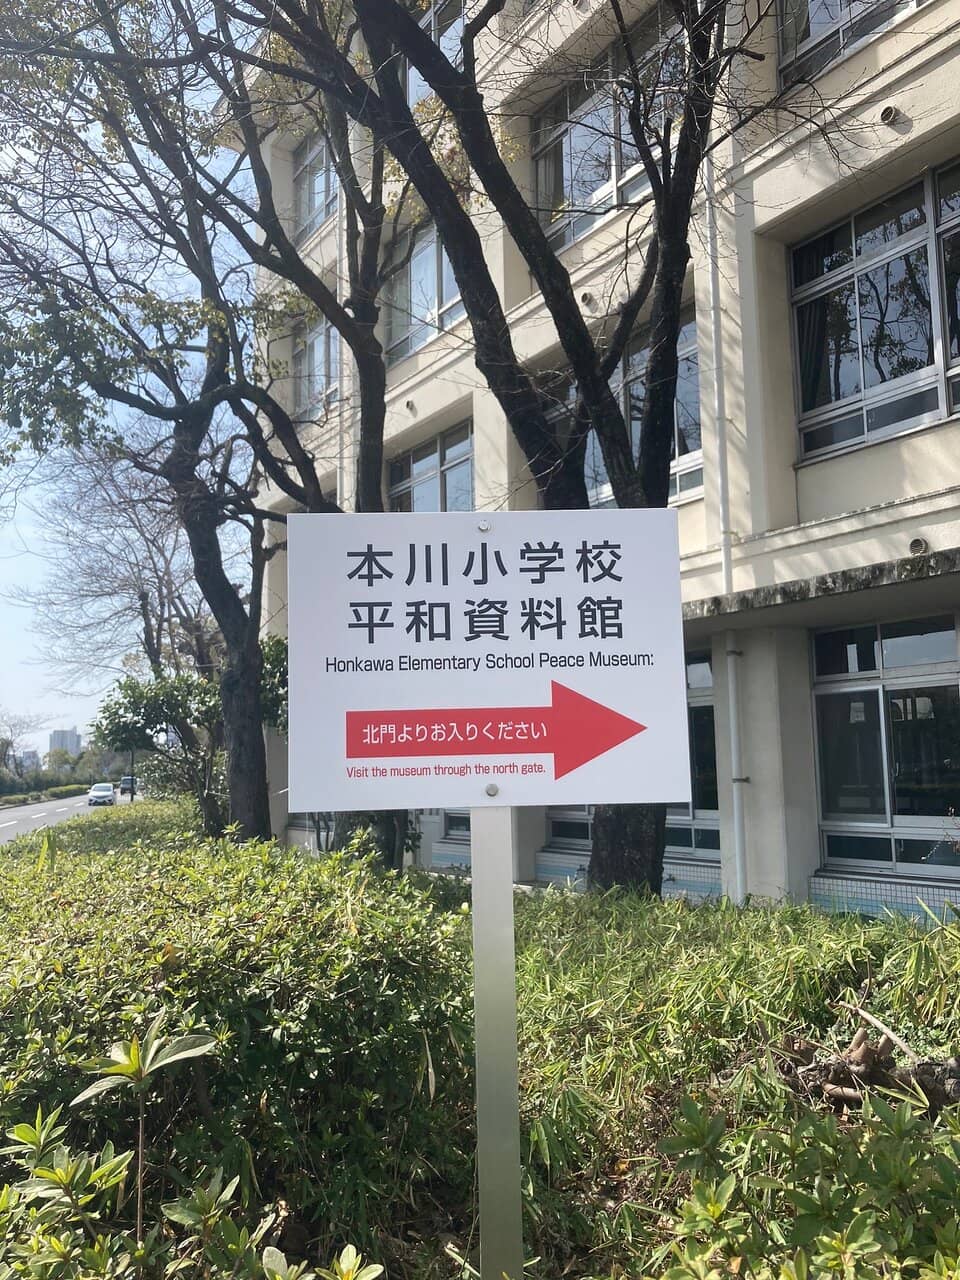 本川小学校
平和資料館
Honkawa Elementary School Peace Museum:
北門よりお入りください
Visit the museum through the north gate.